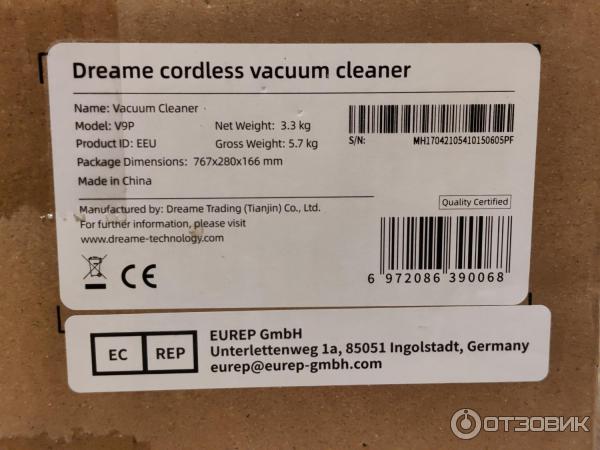 Dreame cordless vacuum cleaner
Name: Vacuum Cleaner
Model: V9P Net Weight: 3.3 kg
Product ID: EEU Gross Weight: 5.7 kg
Package Dimensions: 767x280x166 mm
Made in China
S/N: MH17042105410150605PF
Quality Certified
Manufactured by: Dreame Trading (Tianjin) Co., Ltd.
For further information, please visit
www.dreame-technology.com
CE
6 972086 390068
EC REP
EUREP GmbH
Unterlettenweg 1a, 85051 Ingolstadt, Germany
eurep@eurep-gmbh.com
ОТЗОВИК